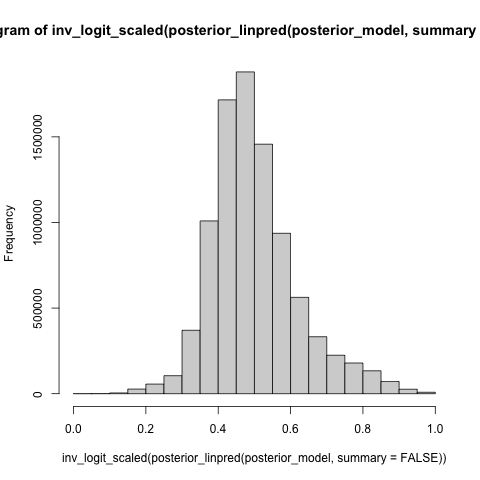 gram of inv_logit_scaled(posterior_linpred(posterior_model, summary
Frequency
1500000
1000000
500000
0
0.0 0.2 0.4 0.6 0.8 1.0
inv_logit_scaled(posterior_linpred(posterior_model, summary = FALSE))